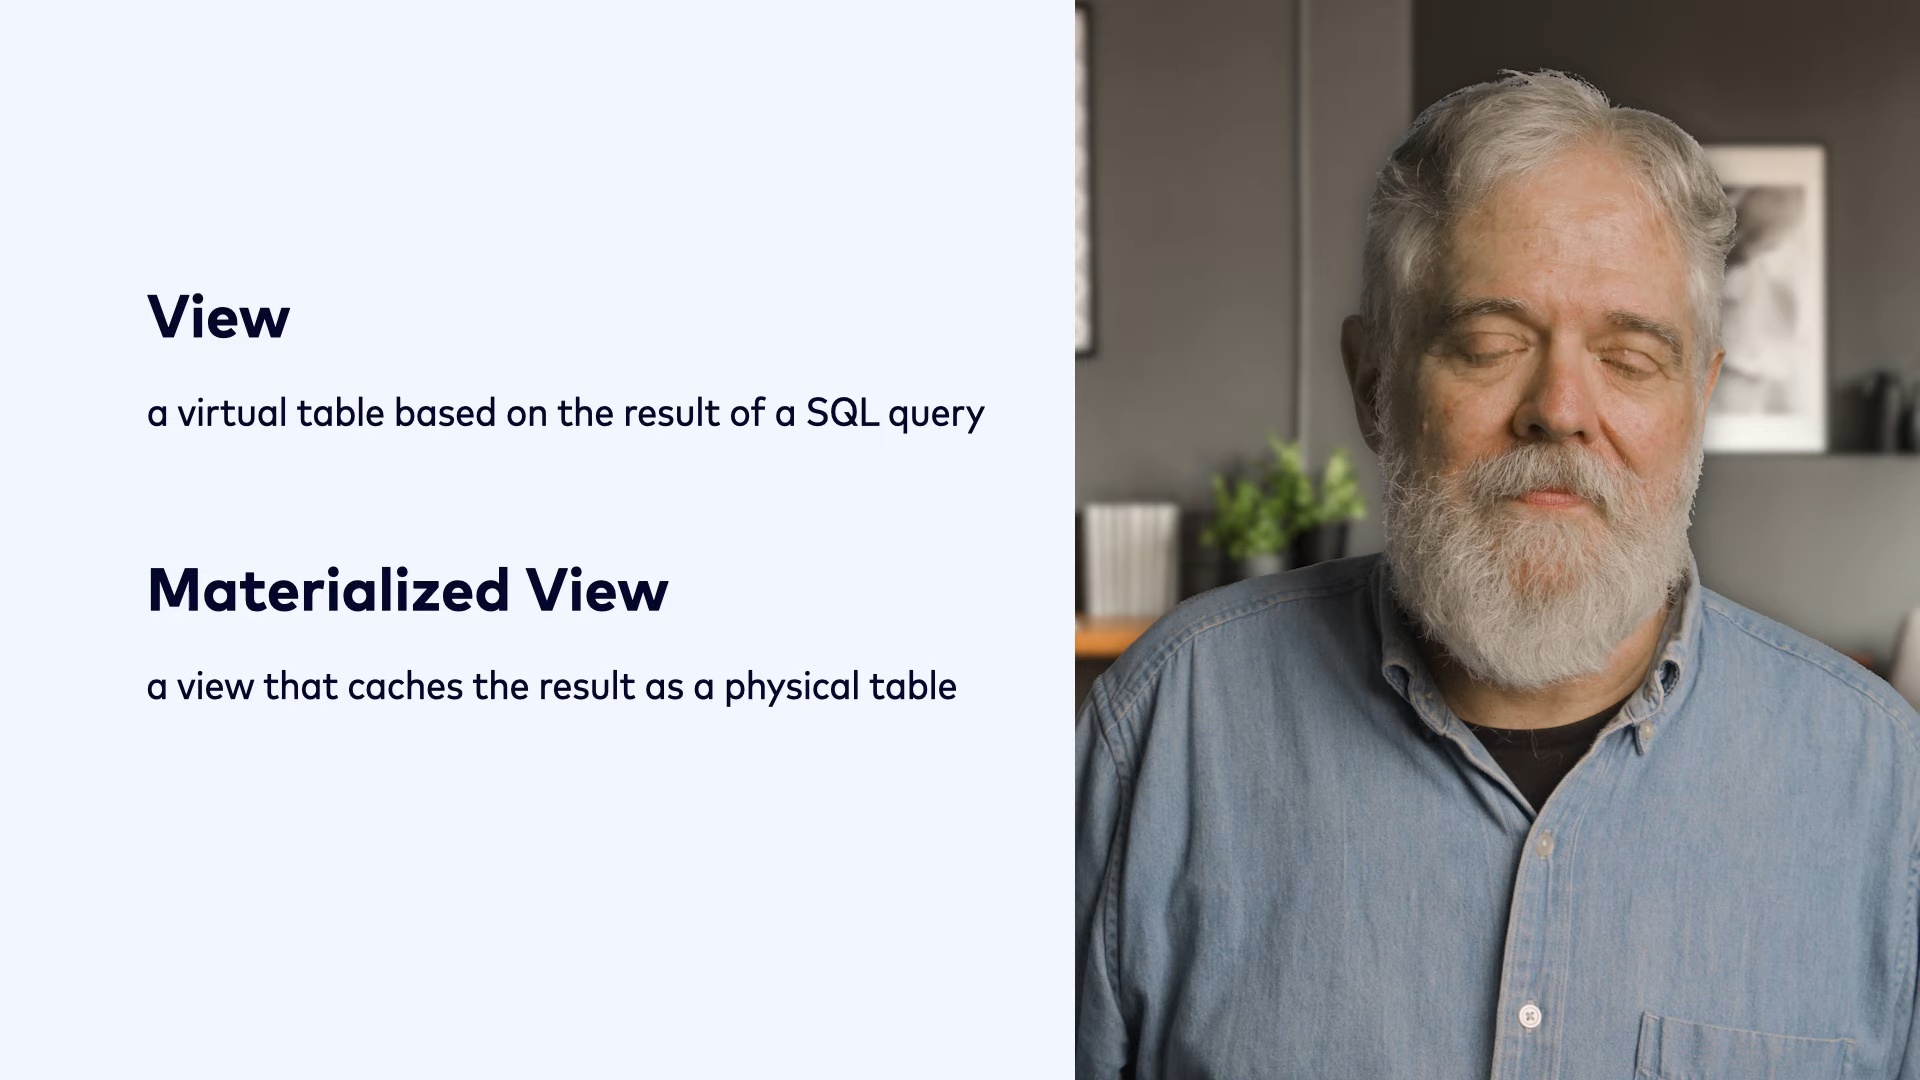 View
a virtual table based on the result of a SQL query
Materialized View
a view that caches the result as a physical table